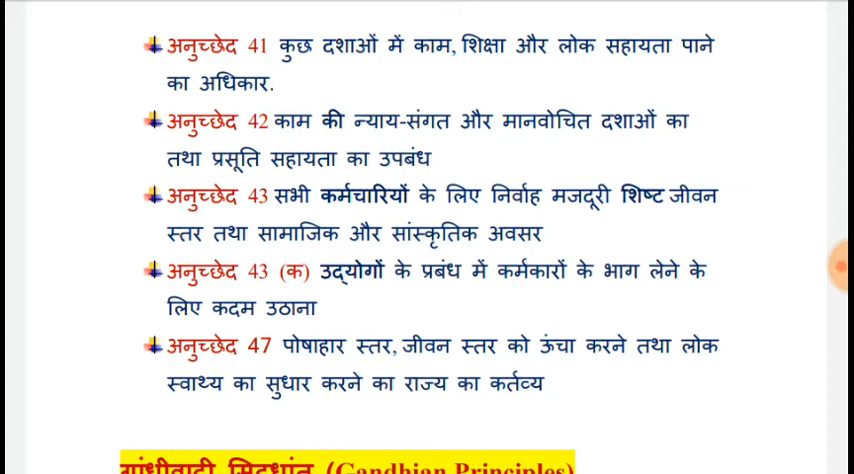 अनुच्छेद 41 कुछ दशाओं में काम, शिक्षा और लोक सहायता पाने
का अधिकार.
अनुच्छेद 42 काम की न्याय-संगत और मानवोचित दशाओं का
तथा प्रसूति सहायता का उपबंध
अनुच्छेद 43 सभी कर्मचारियों के लिए निर्वाह मजदूरी शिष्ट जीवन
स्तर तथा सामाजिक और सांस्कृतिक अवसर
अनुच्छेद 43 (क) उद्योगों के प्रबंध में कर्मकारों के भाग लेने के
लिए कदम उठाना
अनुच्छेद 47 पोषाहार स्तर, जीवन स्तर को ऊंचा करने तथा लोक
स्वाथ्य का सुधार करने का राज्य का कर्तव्य
गांधीवादी सिद्धांत (Gandhian Principles)